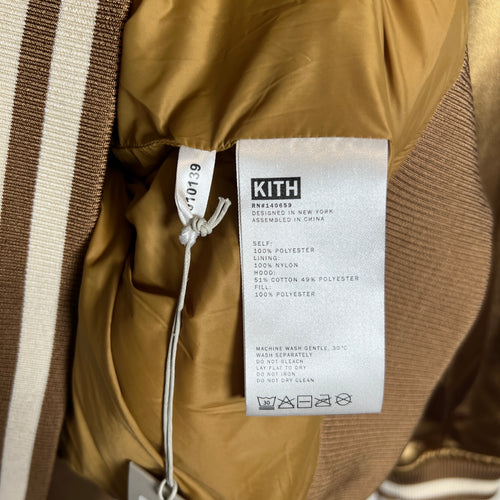 KITH
RN#140659
DESIGNED IN NEW YORK
ASSEMBLED IN CHINA
SELF:
100% POLYESTER
LINING:
100% NYLON
HOOD:
51% COTTON 49% POLYESTER
FILL:
100% POLYESTER
MACHINE WASH GENTLE, 30°C
WASH SEPARATELY
DO NOT BLEACH
LAY FLAT TO DRY
DO NOT IRON
DO NOT DRY CLEAN
30